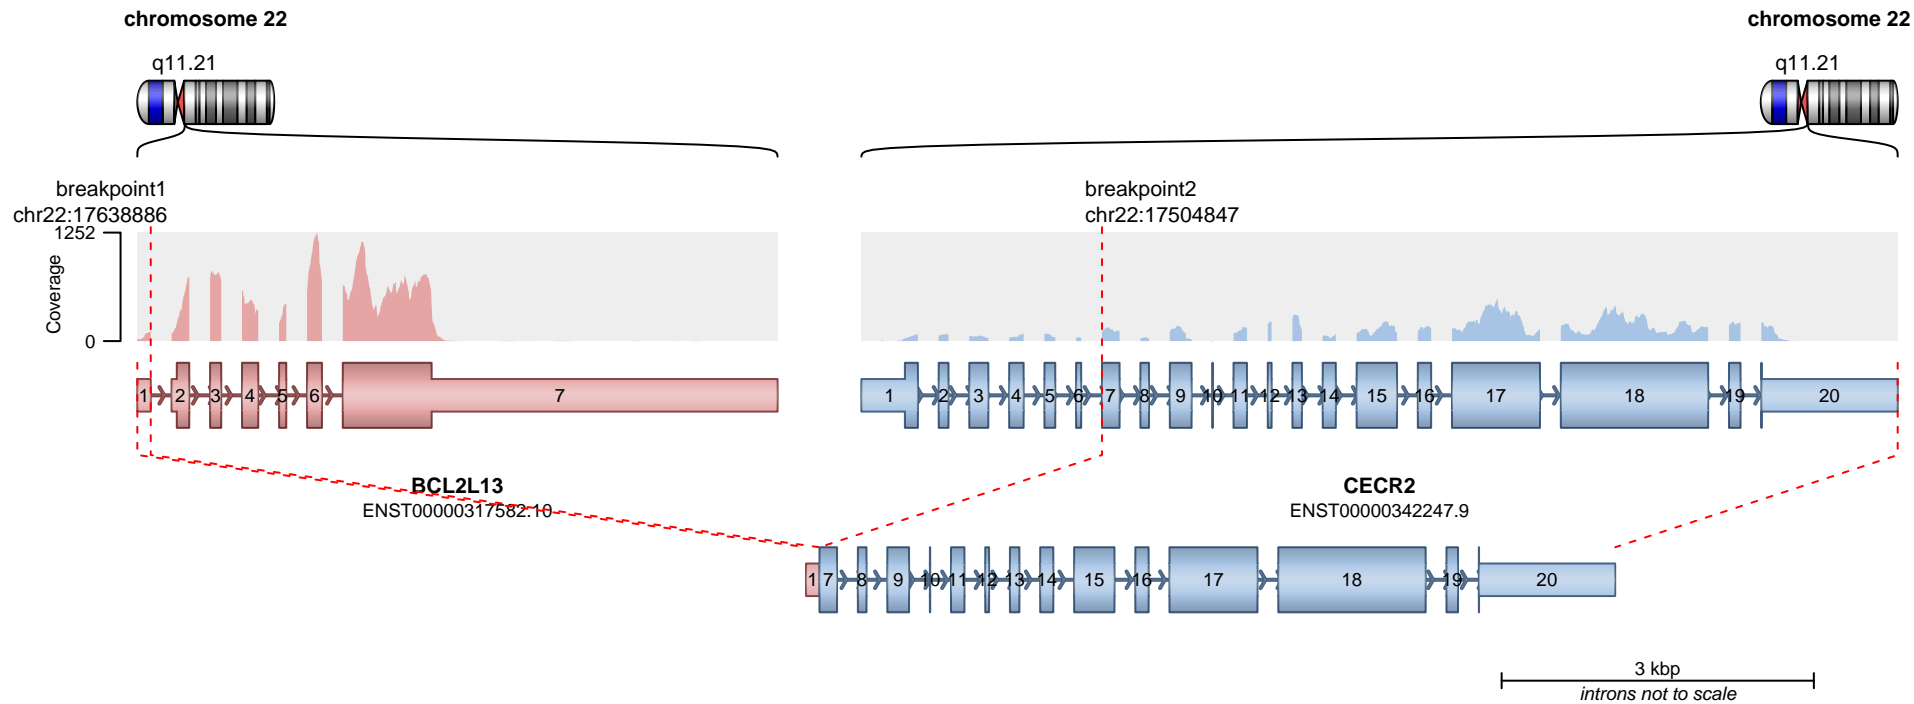 chromosome 22
chromosome 22
q11.21
q11.21
breakpoint1
chr22:17638886
breakpoint2
chr22:17504847
1252
Coverage
0
1 2 3 4 5 6 7
1 2 3 4 5 6 7 8 9 10 11 12 13 14 15 16 17 18 19 20
BCL2L13
ENST00000317582.10
CECR2
ENST00000342247.9
1 7 8 9 10 11 12 13 14 15 16 17 18 19 20
3 kbp
introns not to scale